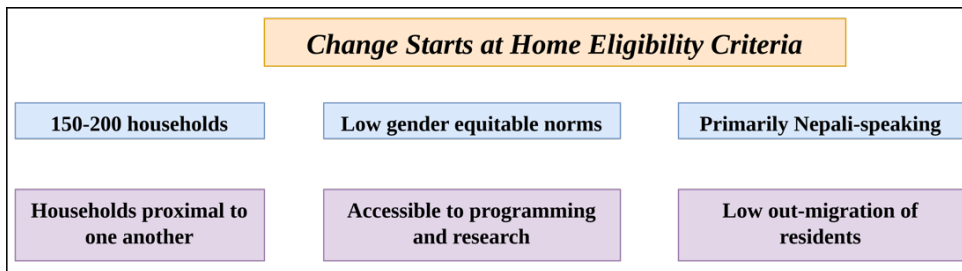 Change Starts at Home Eligibility Criteria
150-200 households
Low gender equitable norms
Primarily Nepali-speaking
Households proximal to
one another
Accessible to programming
and research
Low out-migration of
residents